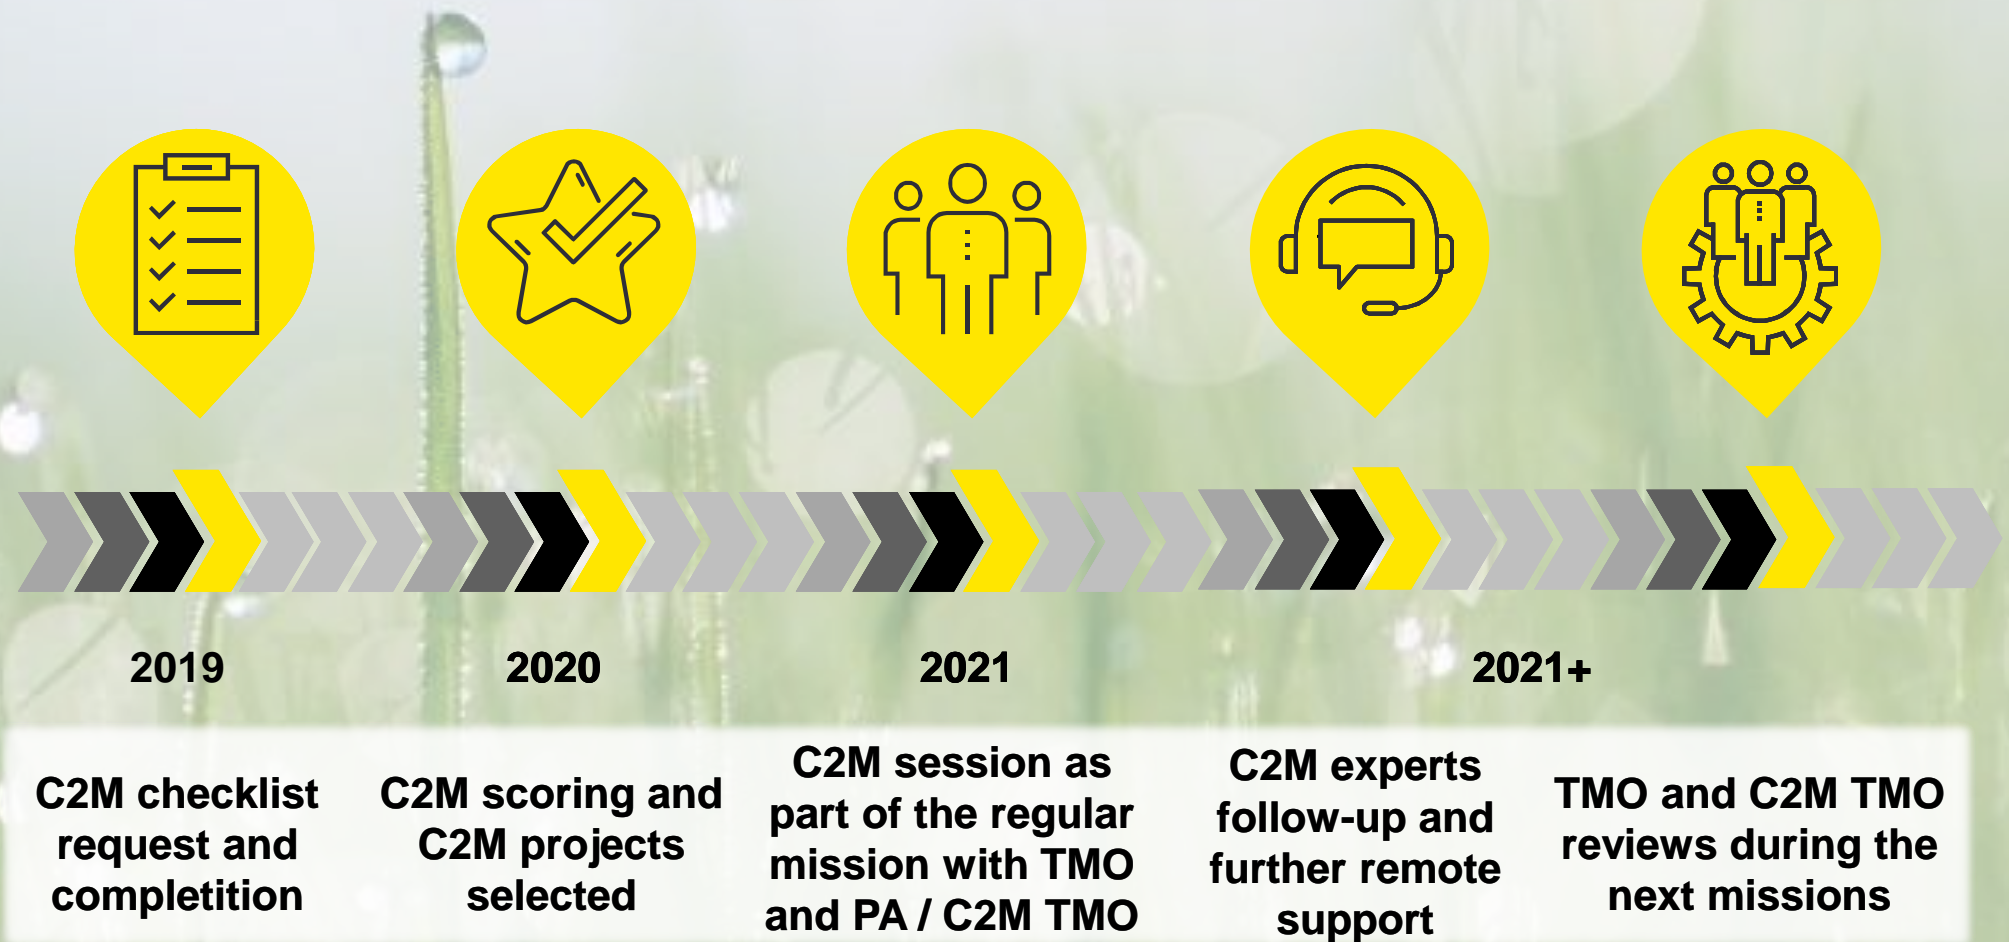 2019
2020
2021
2021+
C2M checklist
request and
completition
C2M scoring and
C2M projects
selected
C2M session as
part of the regular
mission with TMO
and PA / C2M TMO
C2M experts
follow-up and
further remote
support
TMO and C2M TMO
reviews during the
next missions